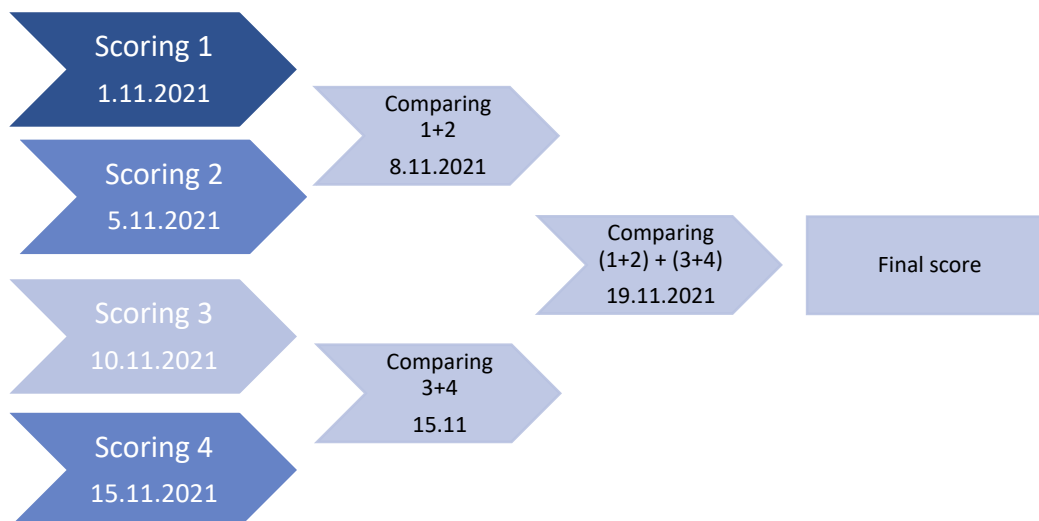 Scoring 1
1.11.2021
Scoring 2
5.11.2021
Scoring 3
10.11.2021
Scoring 4
15.11.2021
Comparing
1+2
8.11.2021
Comparing
3+4
15.11
Comparing
(1+2) + (3+4)
19.11.2021
Final score